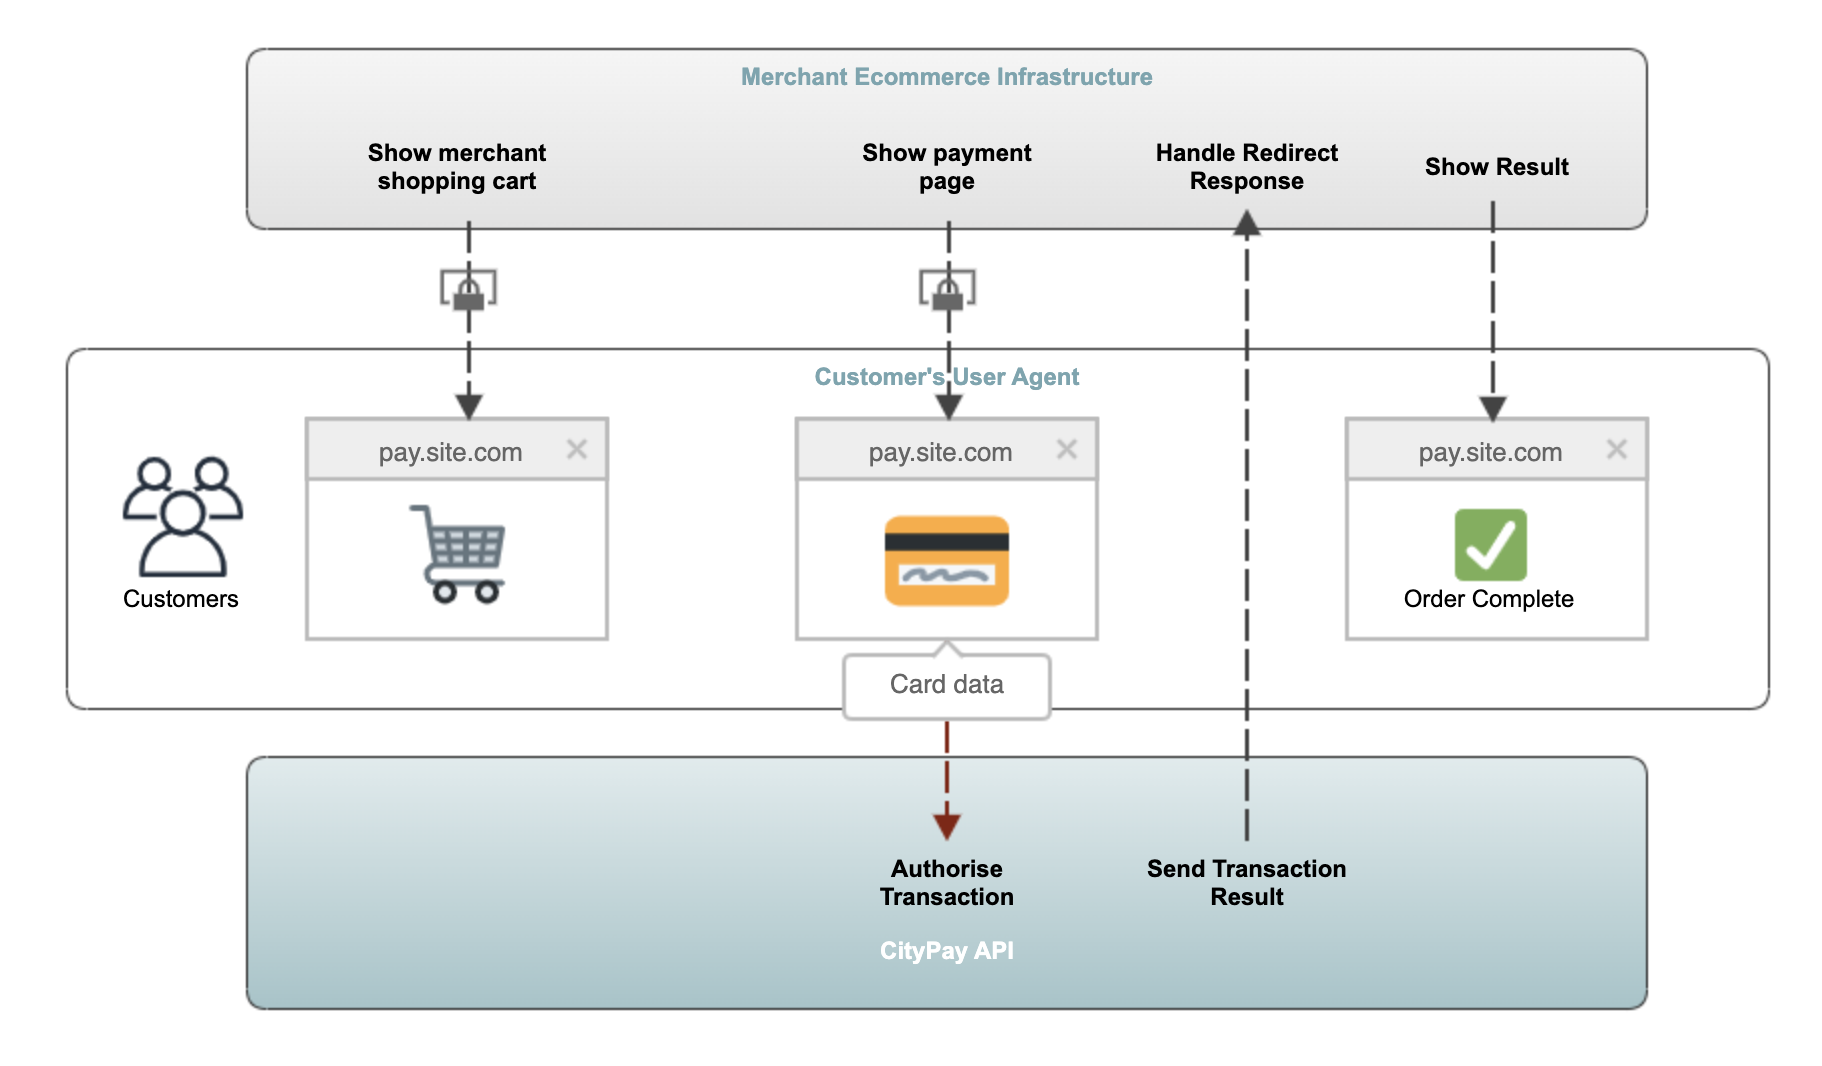 Merchant Ecommerce Infrastructure
Show merchant
shopping cart
Show payment
page
Handle Redirect
Response
Show Result
Customer's User Agent
pay.site.com
pay.site.com
pay.site.com
Customers
Order Complete
Card data
Authorise
Transaction
Send Transaction
Result
CityPay API